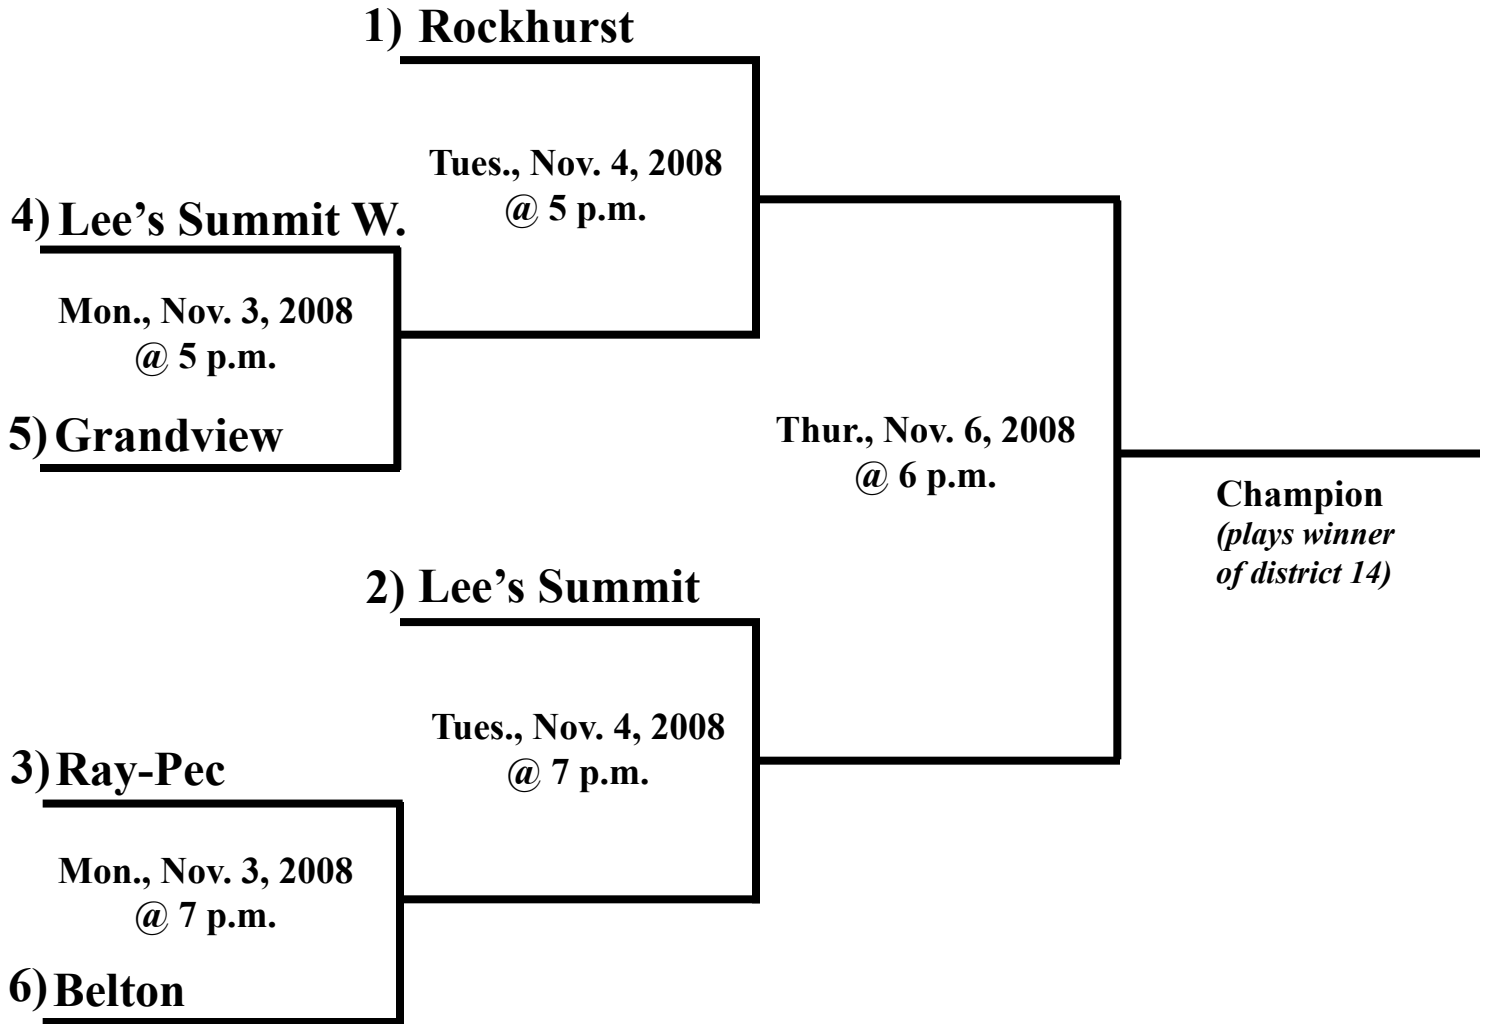 1) Rockhurst
Tues., Nov. 4, 2008
@ 5 p.m.
4) Lee’s Summit W.
Mon., Nov. 3, 2008
@ 5 p.m.
5) Grandview
Thur., Nov. 6, 2008
@ 6 p.m.
Champion
(plays winner
of district 14)
2) Lee’s Summit
Tues., Nov. 4, 2008
@ 7 p.m.
3) Ray-Pec
Mon., Nov. 3, 2008
@ 7 p.m.
6) Belton